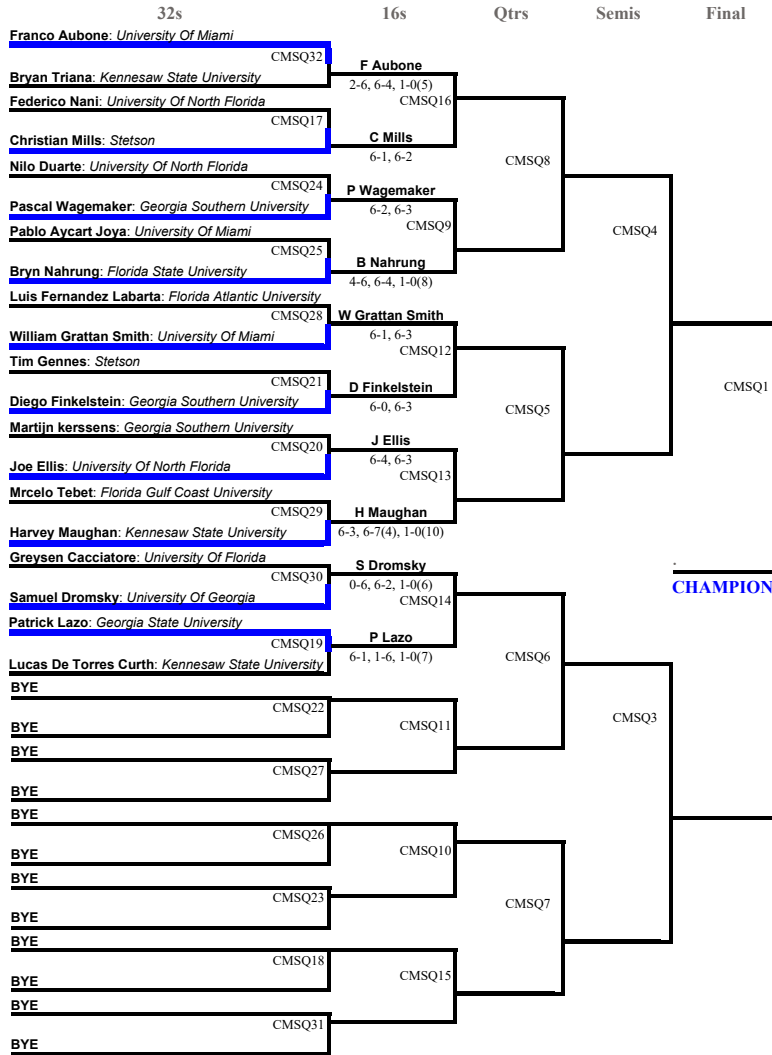 32s 16s Qtrs Semis Final
Franco Aubone: University Of Miami
CMSQ32
F Aubone
Bryan Triana: Kennesaw State University
2-6, 6-4, 1-0(5)
CMSQ16
Federico Nani: University Of North Florida
CMSQ17
C Mills
Christian Mills: Stetson
6-1, 6-2
CMSQ8
Nilo Duarte: University Of North Florida
CMSQ24
P Wagemaker
Pascal Wagemaker: Georgia Southern University
6-2, 6-3
CMSQ9
Pablo Aycart Joya: University Of Miami
CMSQ4
CMSQ25
B Nahrung
Bryn Nahrung: Florida State University
4-6, 6-4, 1-0(8)
Luis Fernandez Labarta: Florida Atlantic University
CMSQ28
W Grattan Smith
William Grattan Smith: University Of Miami
6-1, 6-3
CMSQ12
Tim Gennes: Stetson
CMSQ21
D Finkelstein
CMSQ1
Diego Finkelstein: Georgia Southern University
6-0, 6-3
CMSQ5
Martijn kerssens: Georgia Southern University
CMSQ20
J Ellis
Joe Ellis: University Of North Florida
6-4, 6-3
CMSQ13
Mrcelo Tebet: Florida Gulf Coast University
CMSQ29
H Maughan
Harvey Maughan: Kennesaw State University
6-3, 6-7(4), 1-0(10)
Greysen Cacciatore: University Of Florida
CMSQ30
S Dromsky
.
Samuel Dromsky: University Of Georgia
0-6, 6-2, 1-0(6)
CHAMPION
CMSQ14
Patrick Lazo: Georgia State University
CMSQ19
P Lazo
Lucas De Torres Curth: Kennesaw State University
6-1, 1-6, 1-0(7)
CMSQ6
BYE
CMSQ22
BYE
CMSQ11
CMSQ3
BYE
CMSQ27
BYE
BYE
CMSQ26
BYE
CMSQ10
BYE
CMSQ23
CMSQ7
BYE
BYE
CMSQ18
BYE
CMSQ15
BYE
CMSQ31
BYE